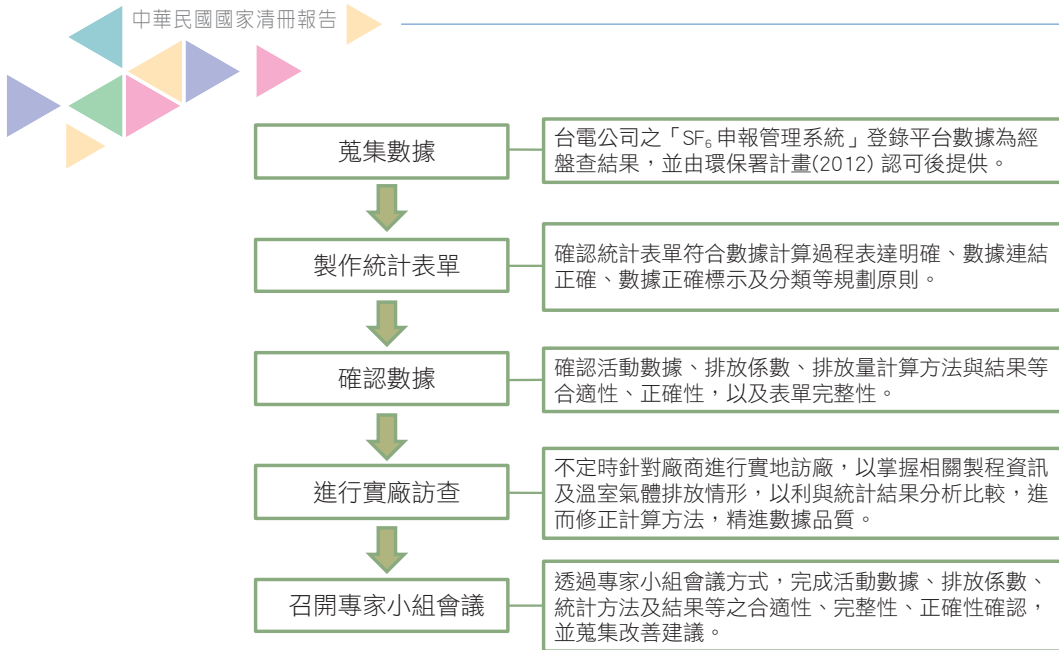 中華民國國家清冊報告
蒐集數據
台電公司之「SF₆申報管理系統」登錄平台數據為經
盤查結果，並由環保署計畫(2012) 認可後提供。
製作統計表單
確認統計表單符合數據計算過程表達明確、數據連結
正確、數據正確標示及分類等規劃原則。
確認數據
確認活動數據、排放係數、排放量計算方法與結果等
合適性、正確性，以及表單完整性。
進行實廠訪查
不定時針對廠商進行實地訪廠，以掌握相關製程資訊
及溫室氣體排放情形，以利與統計結果分析比較，進
而修正計算方法，精進數據品質。
召開專家小組會議
透過專家小組會議方式，完成活動數據、排放係數、
統計方法及結果等之合適性、完整性、正確性確認，
並蒐集改善建議。